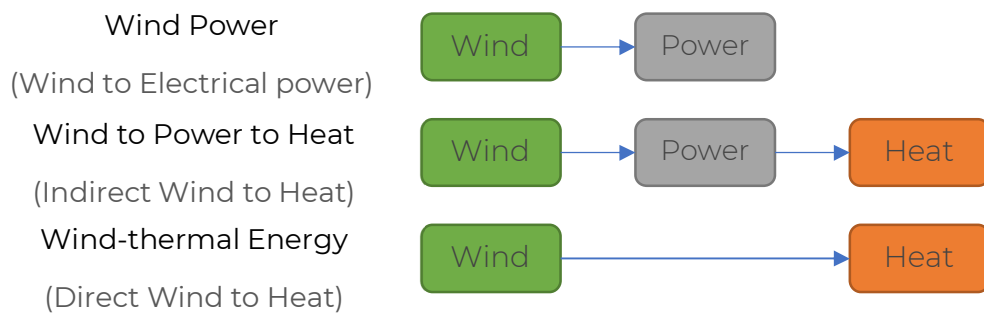 Wind Power
(Wind to Electrical power)
Wind
Power
Wind to Power to Heat
(Indirect Wind to Heat)
Wind
Power
Heat
Wind-thermal Energy
(Direct Wind to Heat)
Wind
Heat